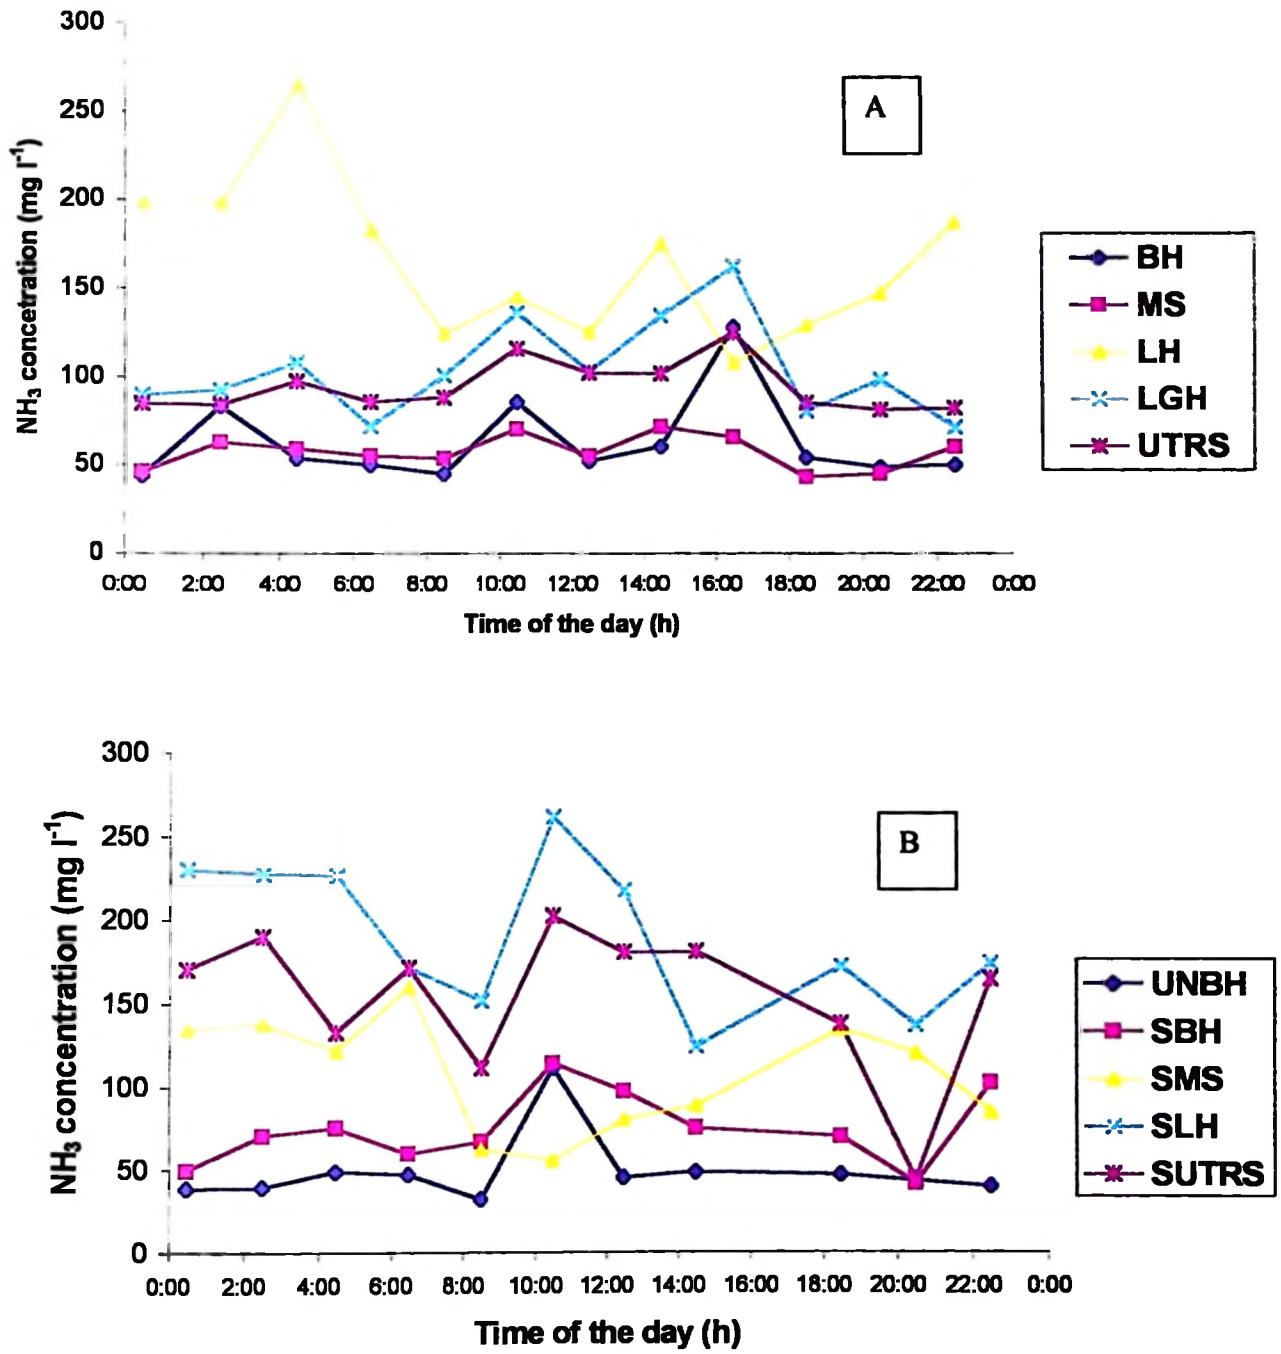 300
250
200
150
100
50
0
NH3 concetration (mg l-1)
A
0:00 2:00 4:00 6:00 8:00 10:00 12:00 14:00 16:00 18:00 20:00 22:00 0:00
Time of the day (h)
BH
MS
LH
LGH
UTRS
300
250
200
150
100
50
0
NH3 concentration (mg l-1)
B
0:00 2:00 4:00 6:00 8:00 10:00 12:00 14:00 16:00 18:00 20:00 22:00 0:00
Time of the day (h)
UNBH
SBH
SMS
SLH
SUTRS